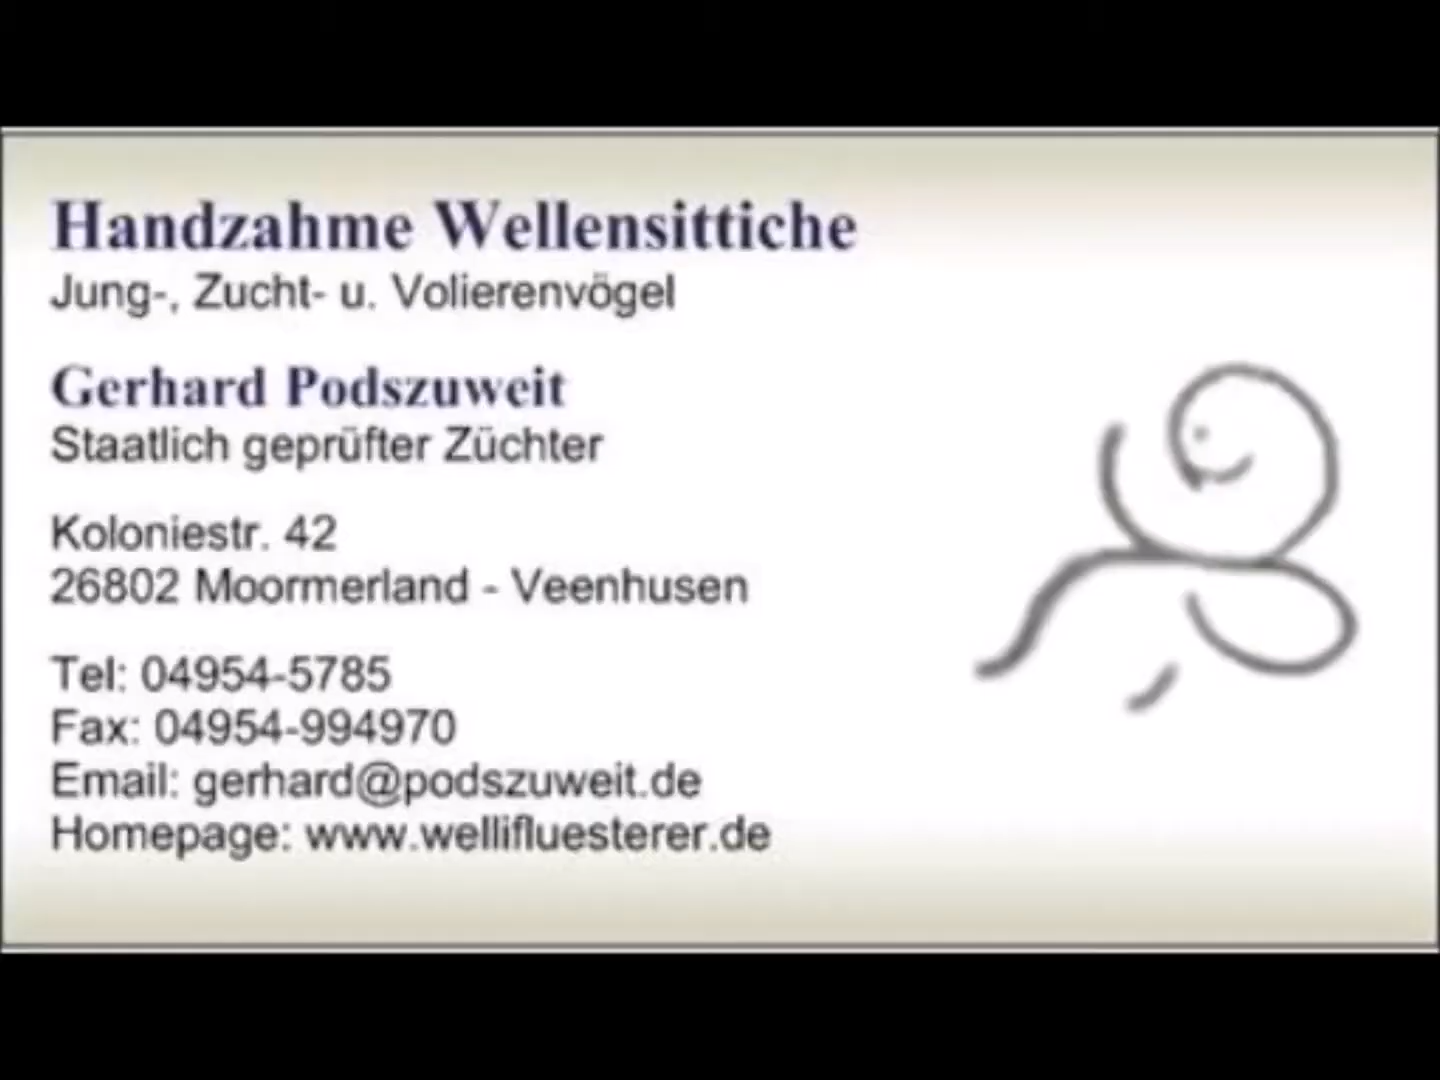 Handzahme Wellensittiche
Jung-, Zucht- u. Volierenvögel
Gerhard Podszuweit
Staatlich geprüfter Züchter
Koloniestr. 42
26802 Moormerland - Veenhusen
Tel: 04954-5785
Fax: 04954-994970
Email: gerhard@podszuweit.de
Homepage: www.wellifluesterer.de